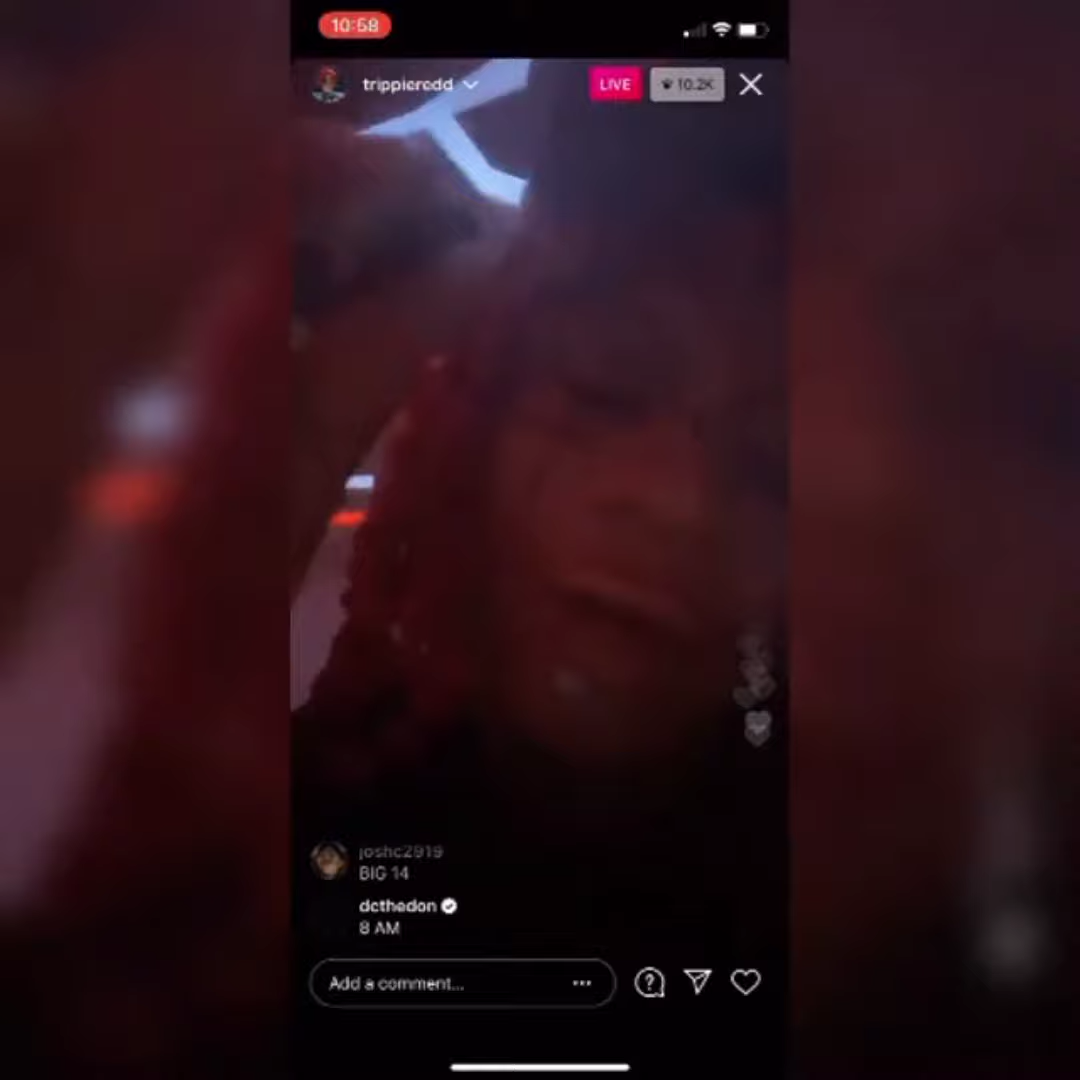 10:58
trippieredd
LIVE
10.2K
joshc2919
BIG 14
dcthedon
8 AM
Add a comment...